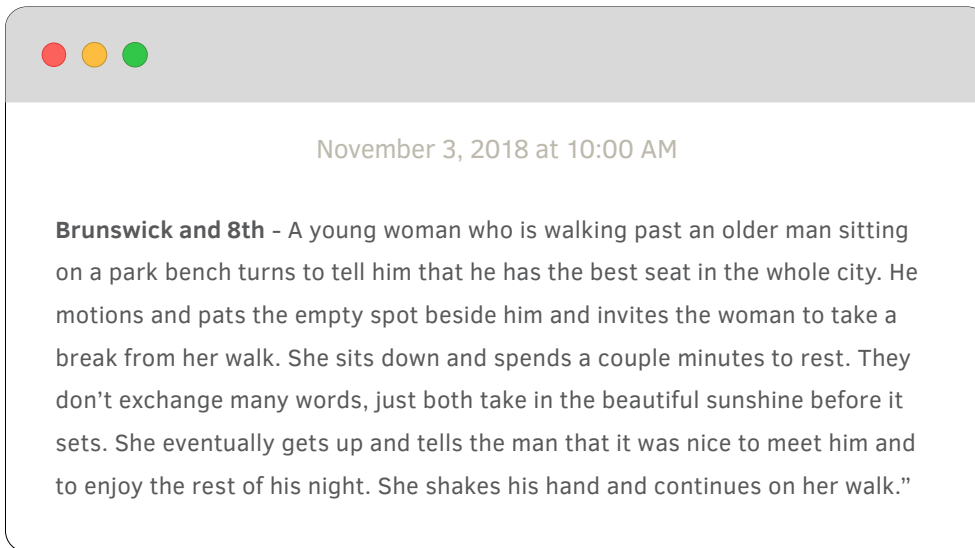 November 3, 2018 at 10:00 AM
Brunswick and 8th - A young woman who is walking past an older man sitting
on a park bench turns to tell him that he has the best seat in the whole city. He
motions and pats the empty spot beside him and invites the woman to take a
break from her walk. She sits down and spends a couple minutes to rest. They
don’t exchange many words, just both take in the beautiful sunshine before it
sets. She eventually gets up and tells the man that it was nice to meet him and
to enjoy the rest of his night. She shakes his hand and continues on her walk.”